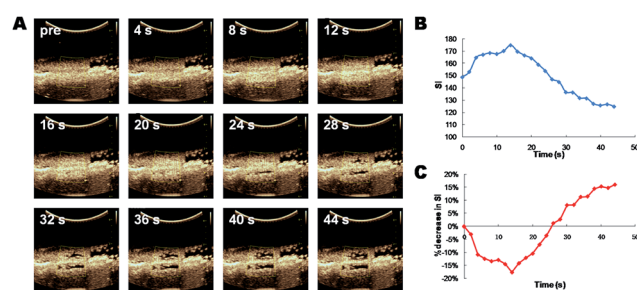 A
pre
4 s
8 s
12 s
16 s
20 s
24 s
28 s
32 s
36 s
40 s
44 s
B
SI
180
170
160
150
140
130
120
110
100
0
10
20
30
40
50
Time (s)
C
% decrease in SI
20%
15%
10%
5%
0%
-5%
-10%
-15%
-20%
0
10
20
30
40
50
Time (s)